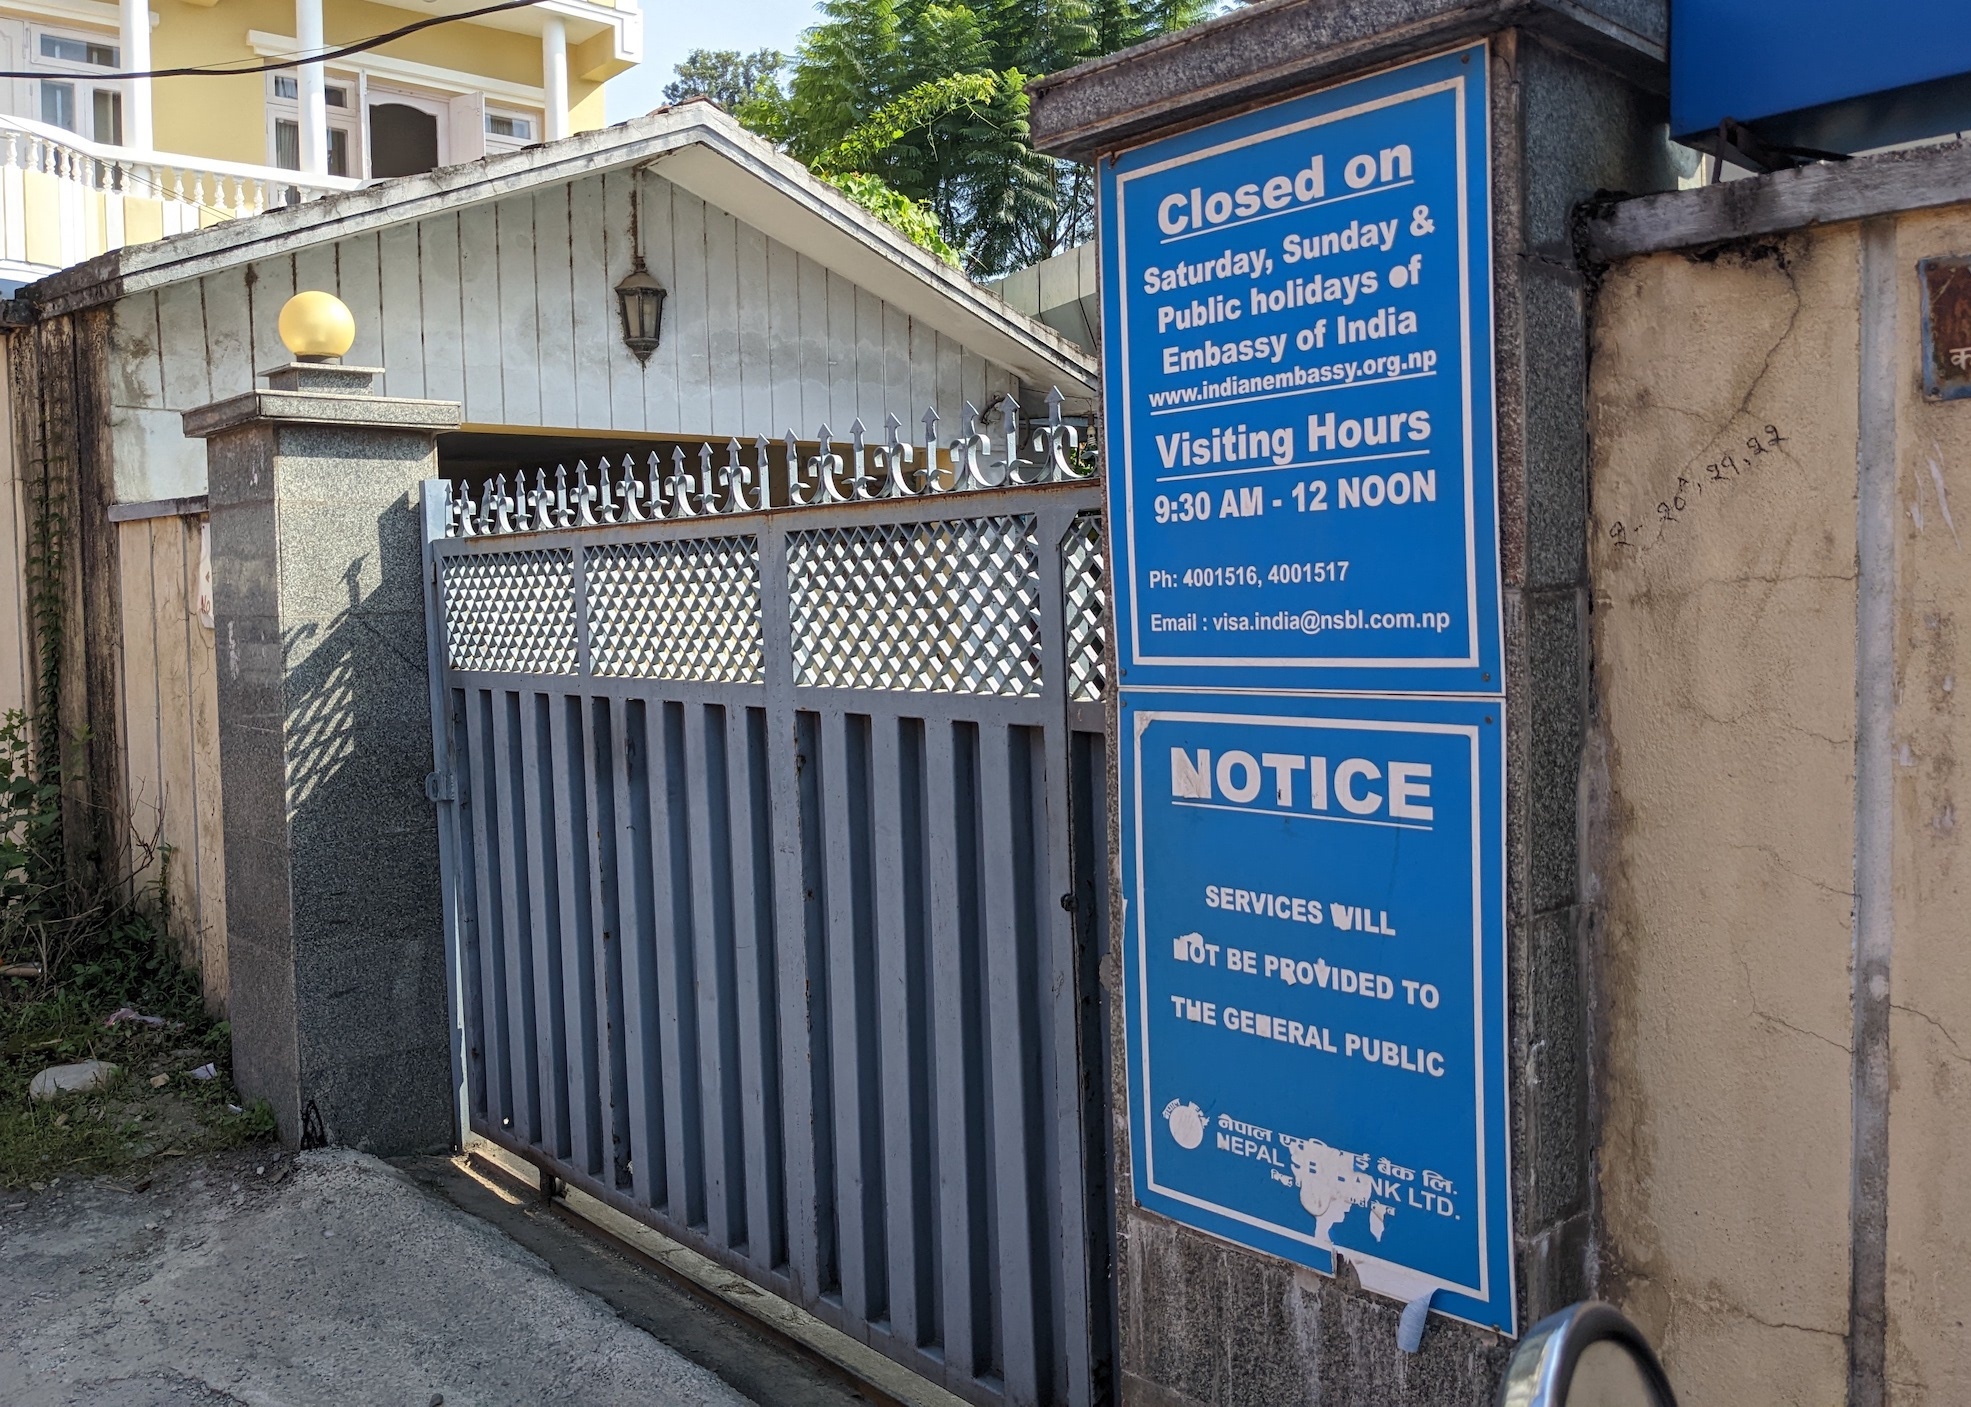 Closed on
Saturday, Sunday &
Public holidays of
Embassy of India
www.indianembassy.org.np
Visiting Hours
9:30 AM - 12 NOON
Ph: 4001516, 4001517
Email : visa.india@nsbl.com.np
NOTICE
SERVICES WILL
NOT BE PROVIDED TO
THE GENERAL PUBLIC
नेपाल बैंक लि.
NEPAL LTD.